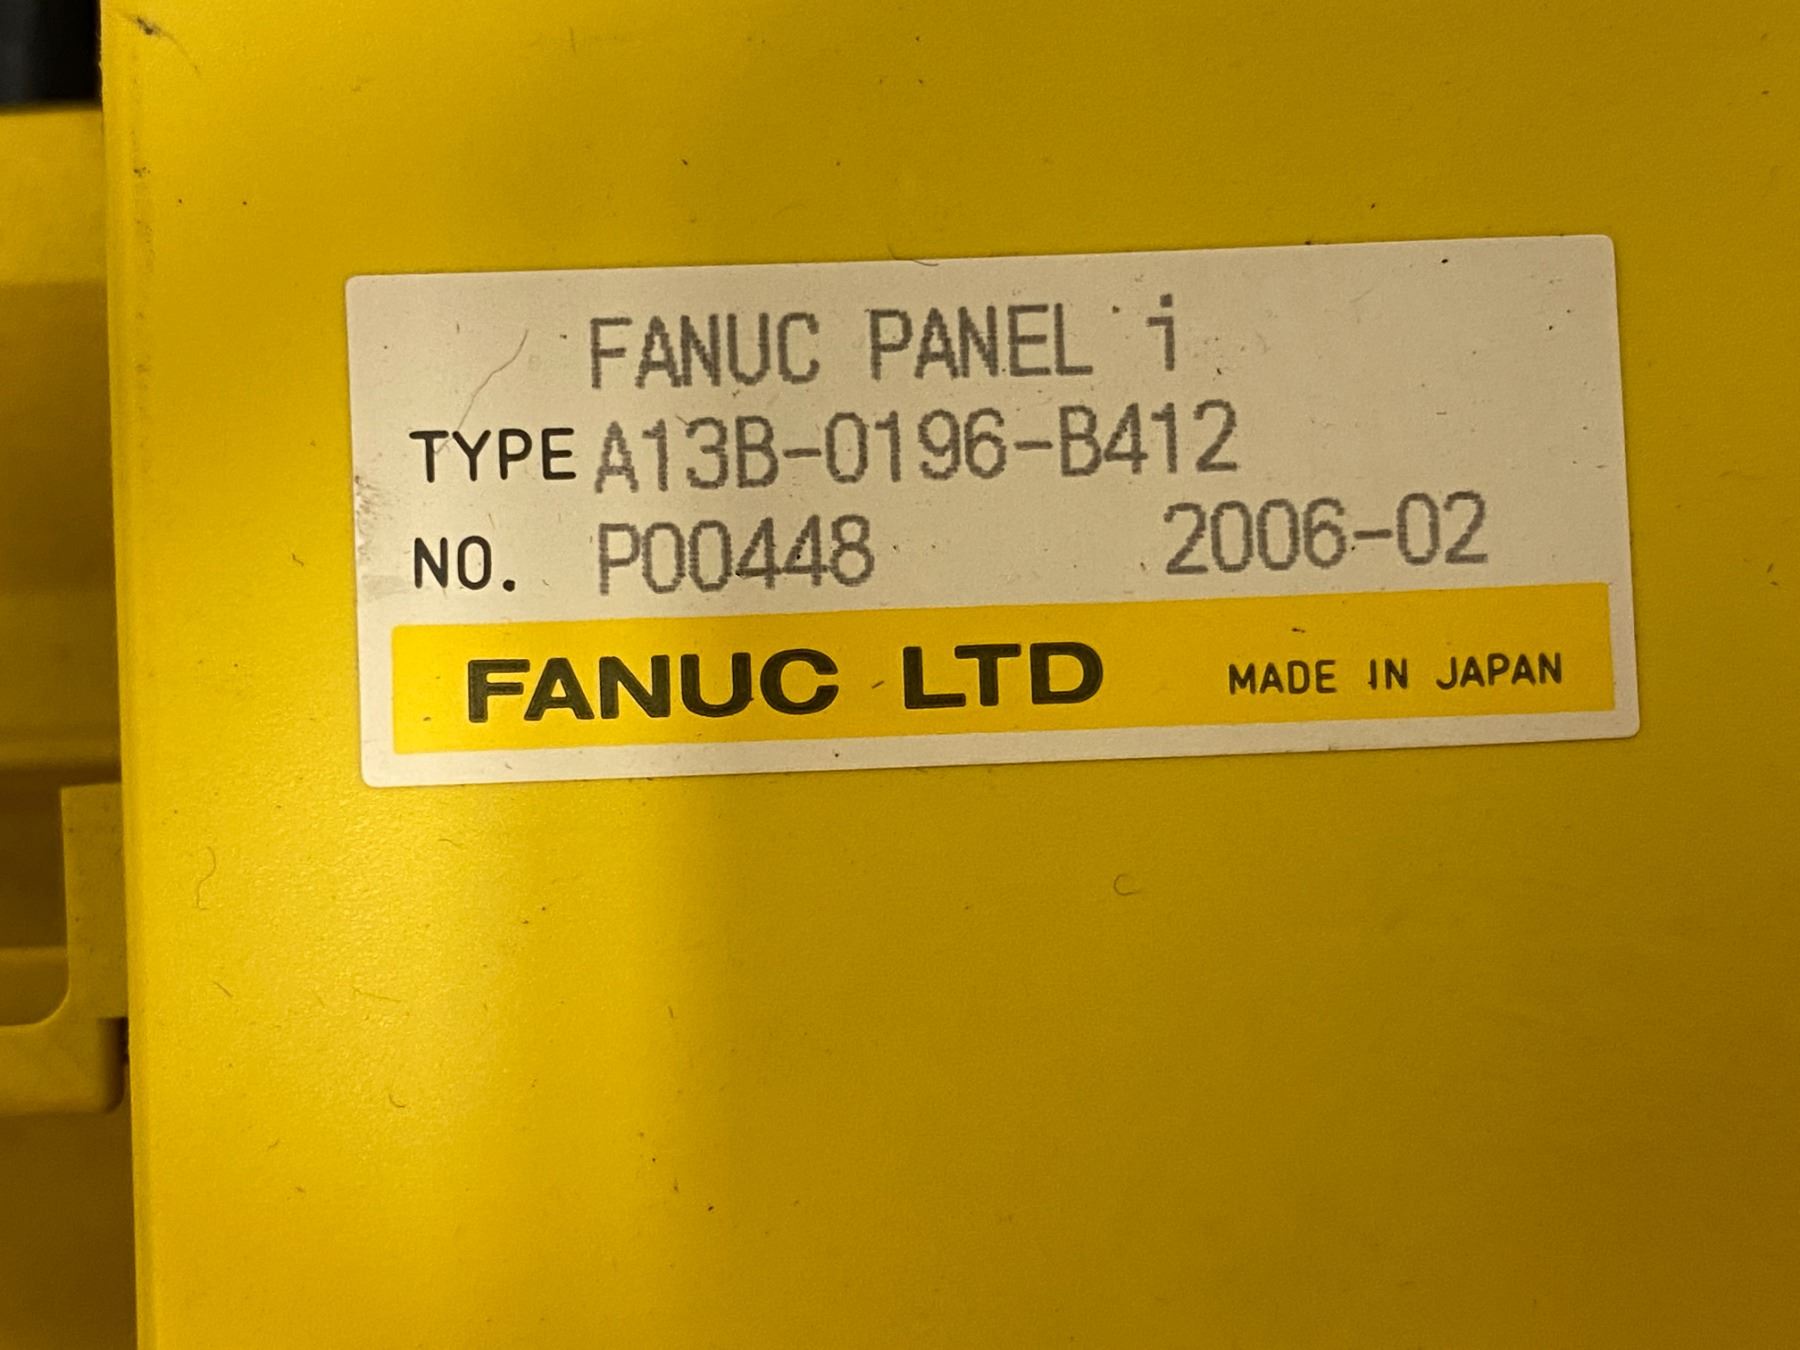 FANUC PANEL i
TYPE A13B-0196-B412
NO. P00448 2006-02
FANUC LTD MADE IN JAPAN